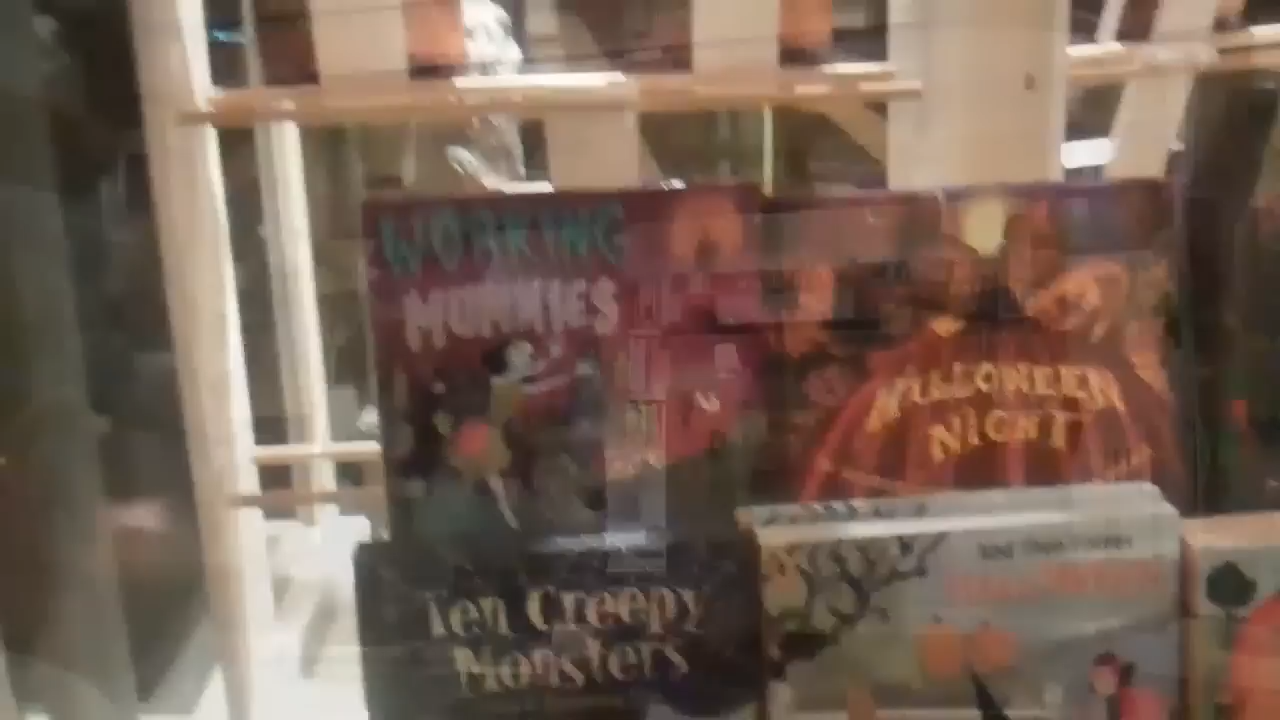 WORKING
MUMMIES
HALLOWEEN
NIGHT
Ten Creepy
Monsters